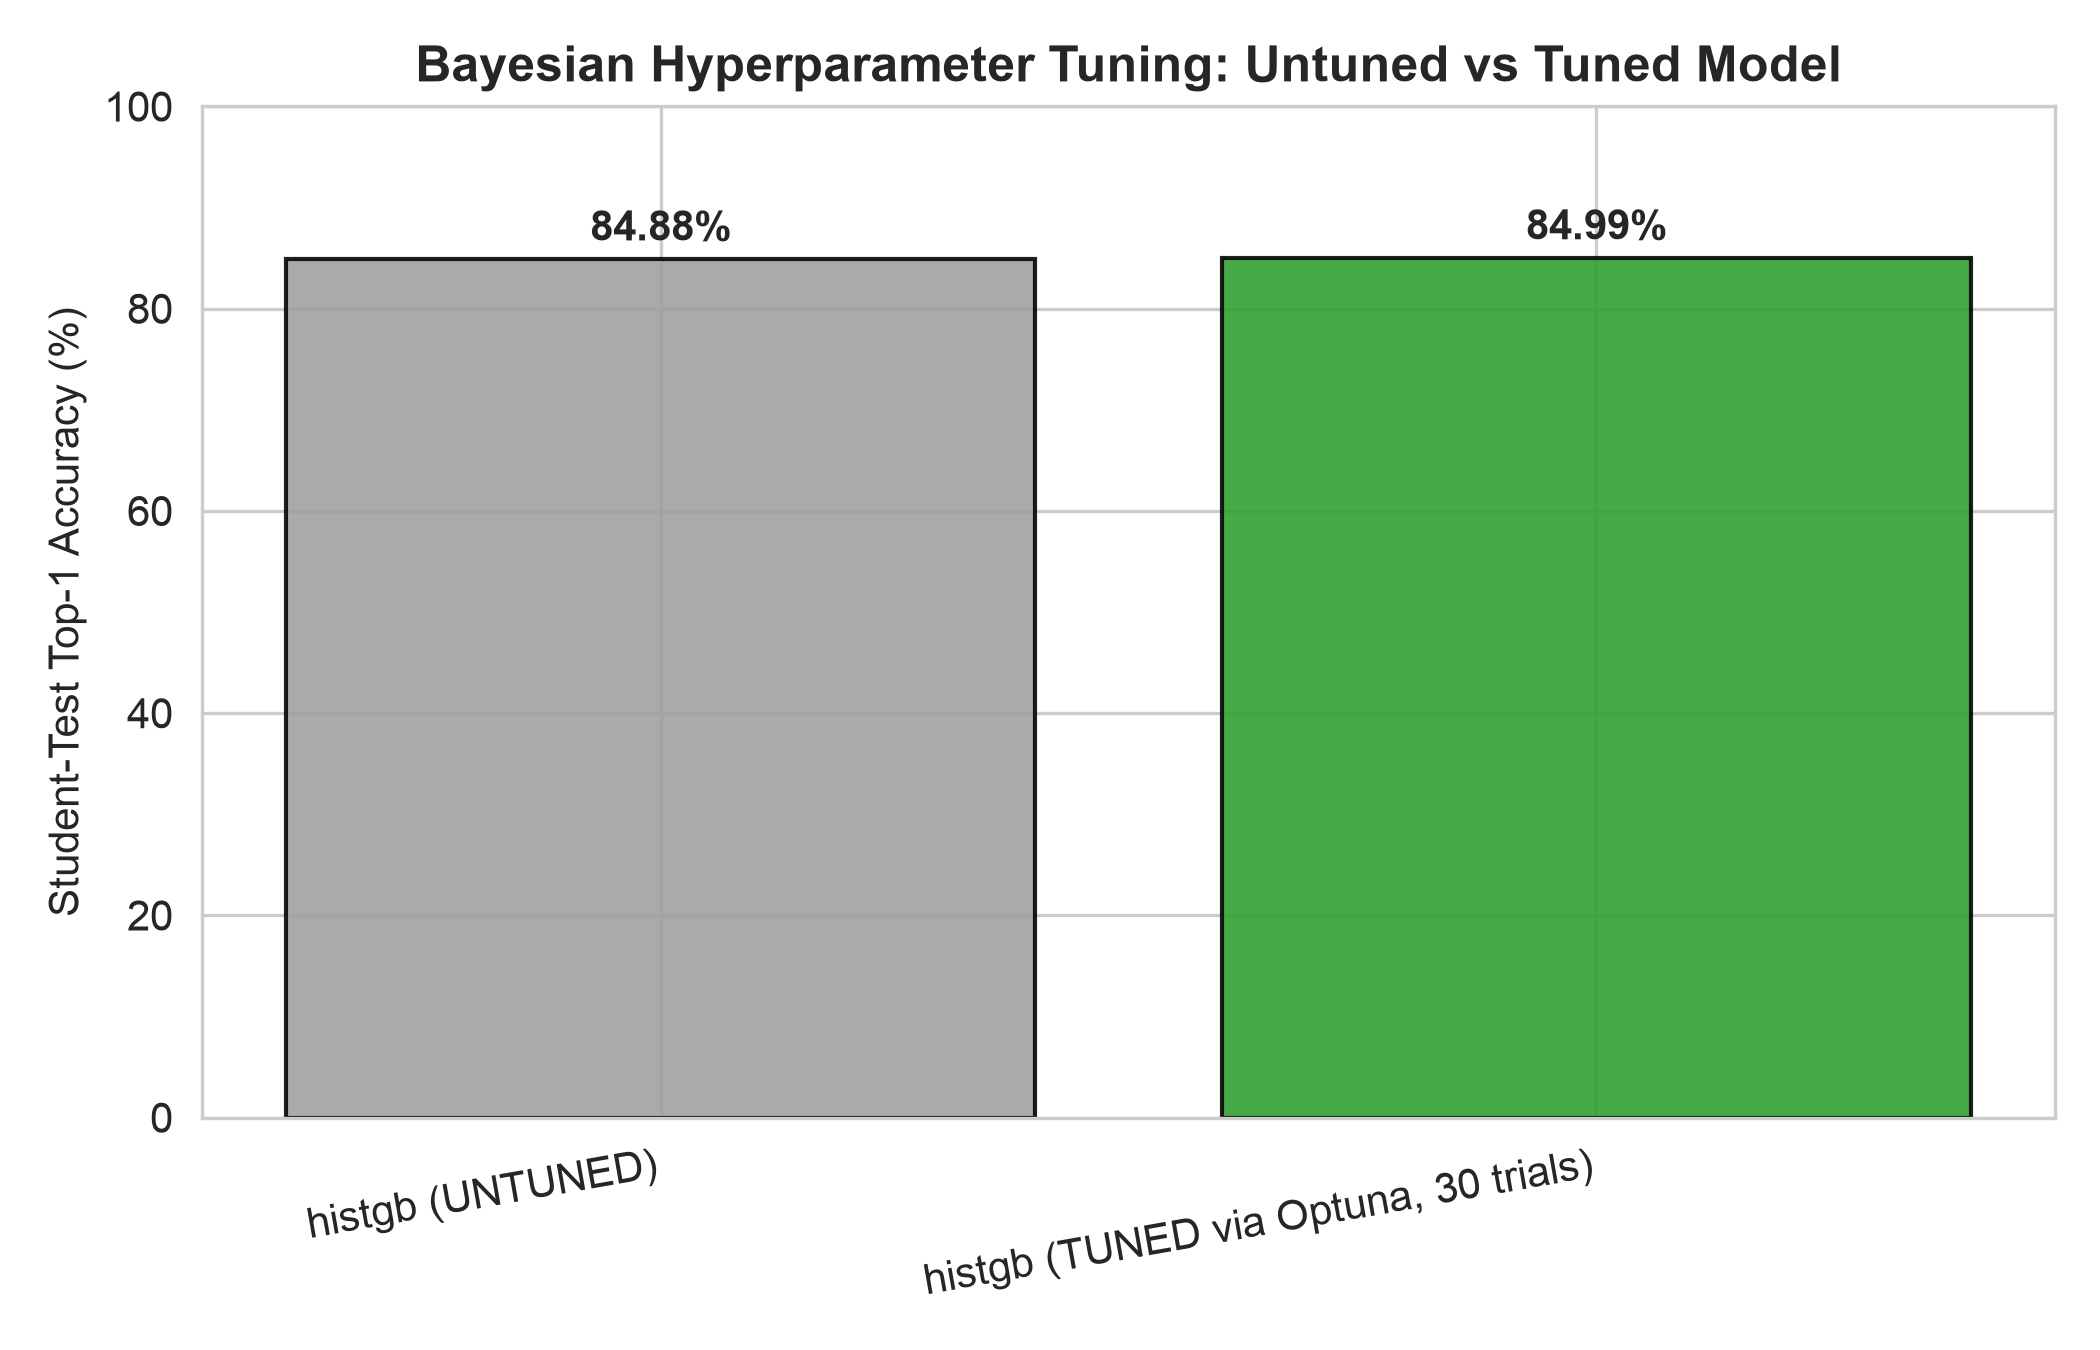 Bayesian Hyperparameter Tuning: Untuned vs Tuned Model
Student-Test Top-1 Accuracy (%)
100
80
60
40
20
0
84.88%
84.99%
histgb (UNTUNED)
histgb (TUNED via Optuna, 30 trials)